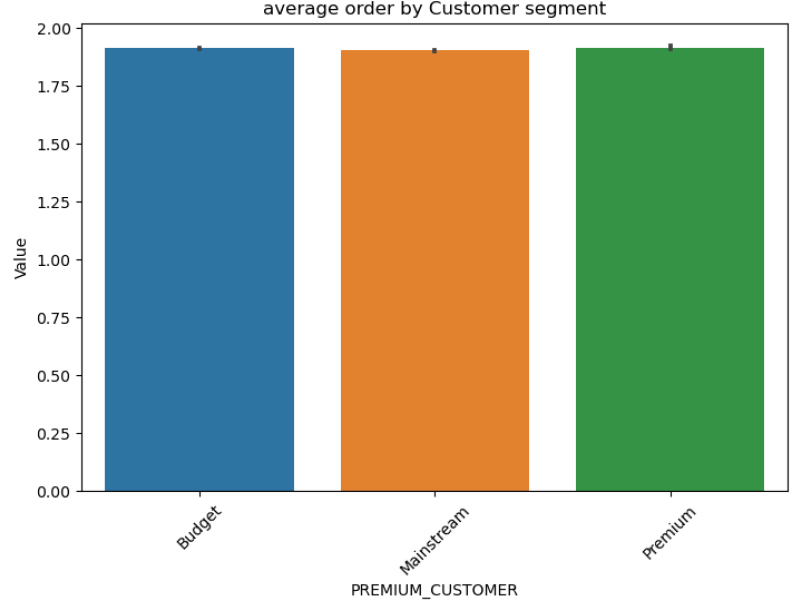 average order by Customer segment
2.00
1.75
1.50
1.25
1.00
0.75
0.50
0.25
0.00
Value
Budget
Mainstream
Premium
PREMIUM_CUSTOMER